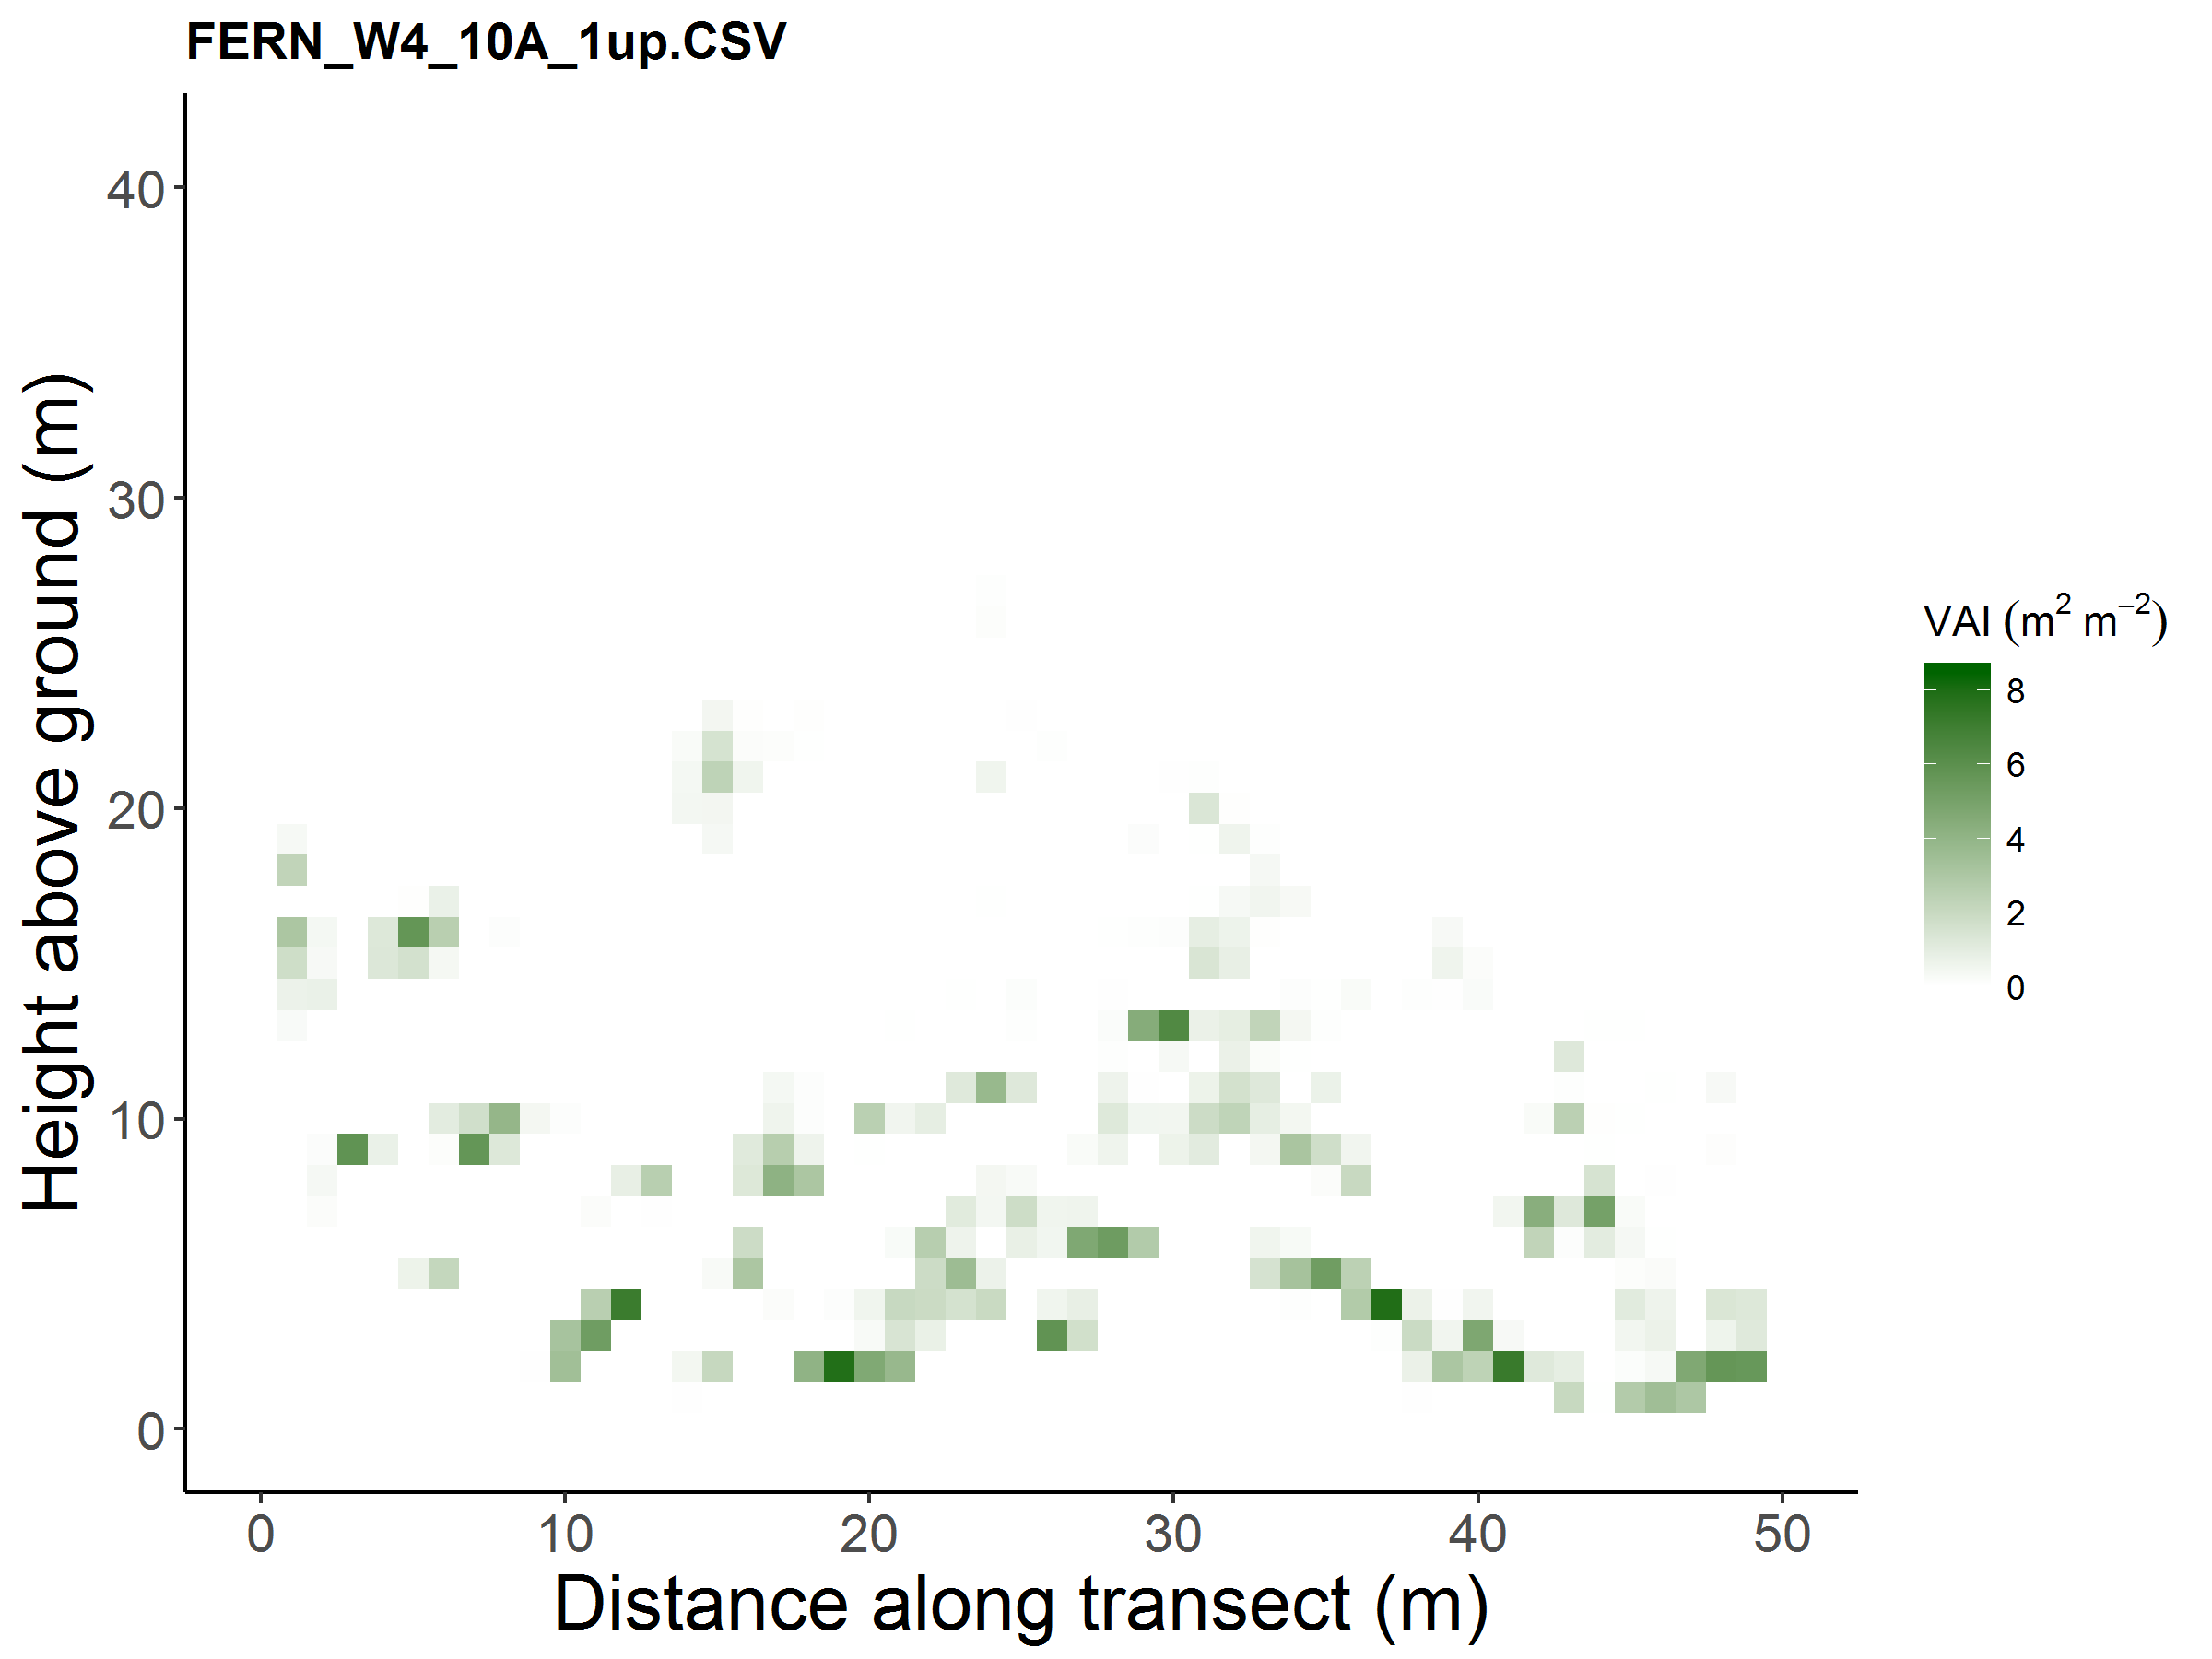 FERN_W4_10A_1up.CSV
Height above ground (m)
40
30
20
10
0
0 10 20 30 40 50
Distance along transect (m)
VAI (m² m⁻²)
8
6
4
2
0